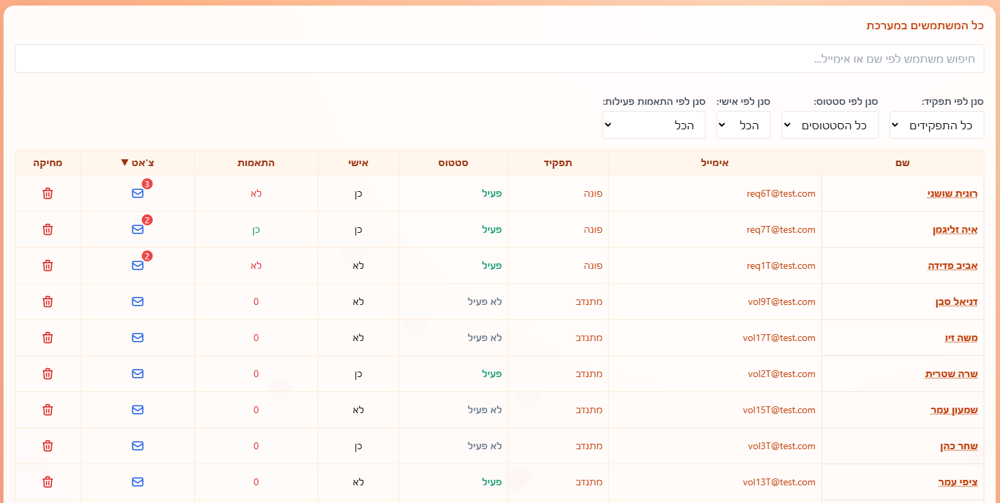 כל המשתמשים במערכת
חיפוש משתמש לפי שם או אימייל...
סנן לפי תפקיד: סנן לפי סטטוס: סנן לפי אישי: סנן לפי התאמות פעילות:
כל התפקידים כל הסטטוסים הכל הכל
שם אימייל תפקיד סטטוס אישי התאמות צ'אט ▼ מחיקה
רונית שושני req6T@test.com פונה פעיל כן לא 3
איה זליגמן req7T@test.com פונה פעיל כן כן 2
אביב פדידה req1T@test.com פונה פעיל לא לא 2
דניאל סבן vol9T@test.com מתנדב לא פעיל לא 0
משה זיו vol17T@test.com מתנדב לא פעיל לא 0
שרה שטרית vol2T@test.com מתנדב פעיל כן 0
שמעון עמר vol15T@test.com מתנדב לא פעיל לא 0
שחר כהן vol3T@test.com מתנדב לא פעיל כן 0
ציפי עמר vol13T@test.com מתנדב פעיל לא 0